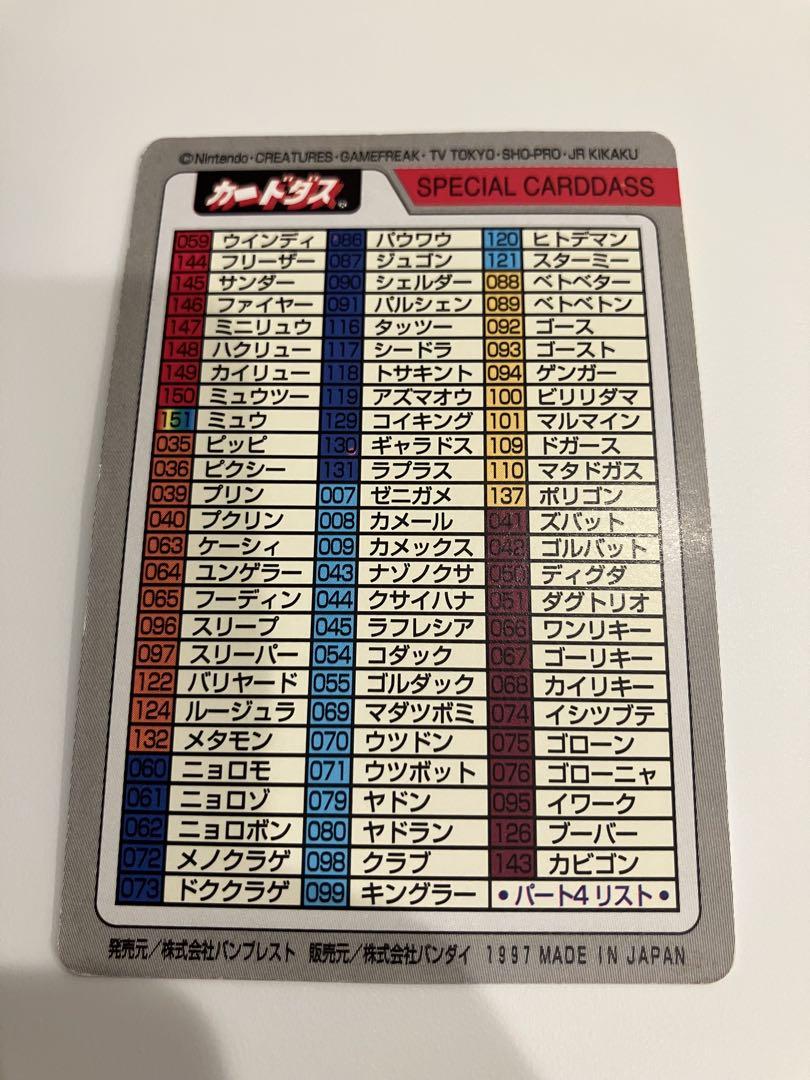 ©Nintendo・CREATURES・GAMEFREAK・TV TOKYO・SHO-PRO・JR KIKAKU
カードダス®
SPECIAL CARDDASS
059 ウインディ 086 パウワウ 120 ヒトデマン
144 フリーザー 087 ジュゴン 121 スターミー
145 サンダー 090 シェルダー 088 ベトベター
146 ファイヤー 091 パルシェン 089 ベトベトン
147 ミニリュウ 116 タッツー 092 ゴース
148 ハクリュー 117 シードラ 093 ゴースト
149 カイリュー 118 トサキント 094 ゲンガー
150 ミュウツー 119 アズマオウ 100 ビリリダマ
151 ミュウ 129 コイキング 101 マルマイン
035 ピッピ 130 ギャラドス 109 ドガース
036 ピクシー 131 ラプラス 110 マタドガス
039 プリン 007 ゼニガメ 137 ポリゴン
040 プクリン 008 カメール 041 ズバット
063 ケーシィ 009 カメックス 042 ゴルバット
064 ユンゲラー 043 ナゾノクサ 050 ディグダ
065 フーディン 044 クサイハナ 051 ダグトリオ
096 スリープ 045 ラフレシア 066 ワンリキー
097 スリーパー 054 コダック 067 ゴーリキー
122 バリヤード 055 ゴルダック 068 カイリキー
124 ルージュラ 069 マダツボミ 074 イシツブテ
132 メタモン 070 ウツドン 075 ゴローン
060 ニョロモ 071 ウツボット 076 ゴローニャ
061 ニョロゾ 079 ヤドン 095 イワーク
062 ニョロボン 080 ヤドラン 126 ブーバー
072 メノクラゲ 098 クラブ 143 カビゴン
073 ドククラゲ 099 キングラー •パート4リスト•
発売元／株式会社バンプレスト 販売元／株式会社バンダイ 1997 MADE IN JAPAN